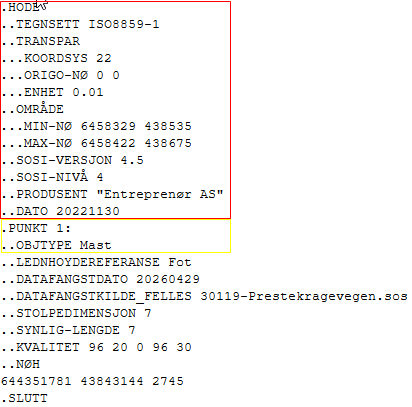 .HODE
..TEGNSETT ISO8859-1
..TRANSPAR
...KOORDSYS 22
...ORIGO-NØ 0 0
...ENHET 0.01
..OMRÅDE
...MIN-NØ 6458329 438535
...MAX-NØ 6458422 438675
..SOSI-VERSJON 4.5
..SOSI-NIVÅ 4
..PRODUSENT "Entreprenør AS"
..DATO 20221130
.PUNKT 1:
..OBJTYPE Mast
..LEDNHOYDEREFERANSE Fot
..DATAFANGSTDATO 20260429
..DATAFANGSTKILDE_FELLES 30119-Prestekragevegen.sos
..STOLPEDIMENSJON 7
..SYNLIG-LENGDE 7
..KVALITET 96 20 0 96 30
..NØH
644351781 43843144 2745
.SLUTT